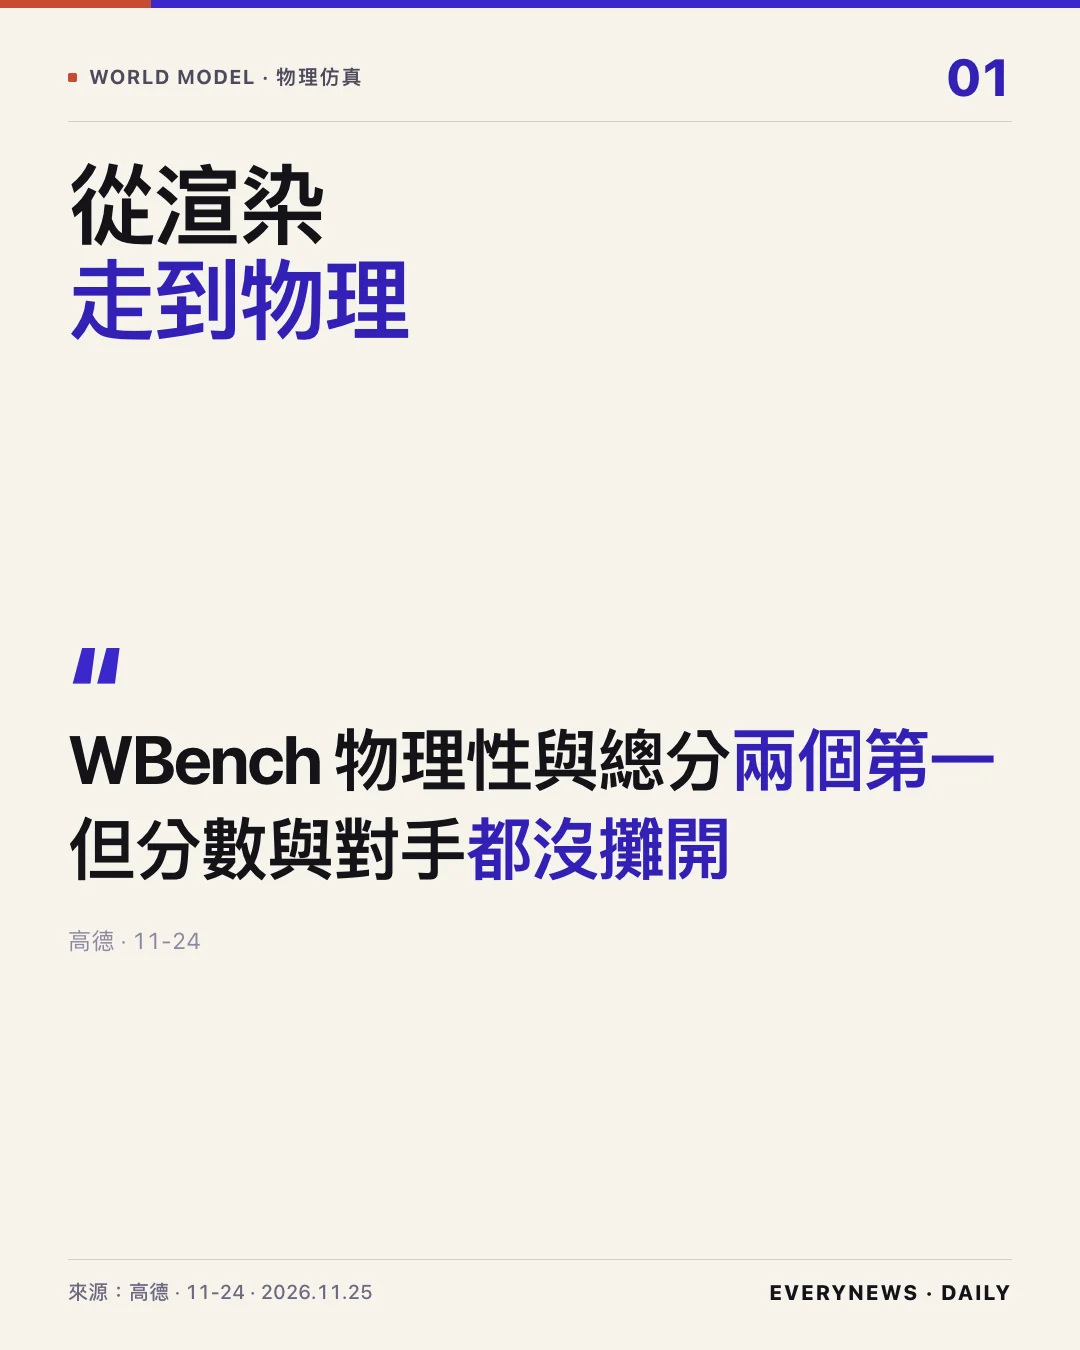 WORLD MODEL · 物理仿真
01
從渲染
走到物理
"
WBench 物理性與總分兩個第一
但分數與對手都沒攤開
高德 · 11-24
來源：高德 · 11-24 · 2026.11.25
EVERYNEWS · DAILY